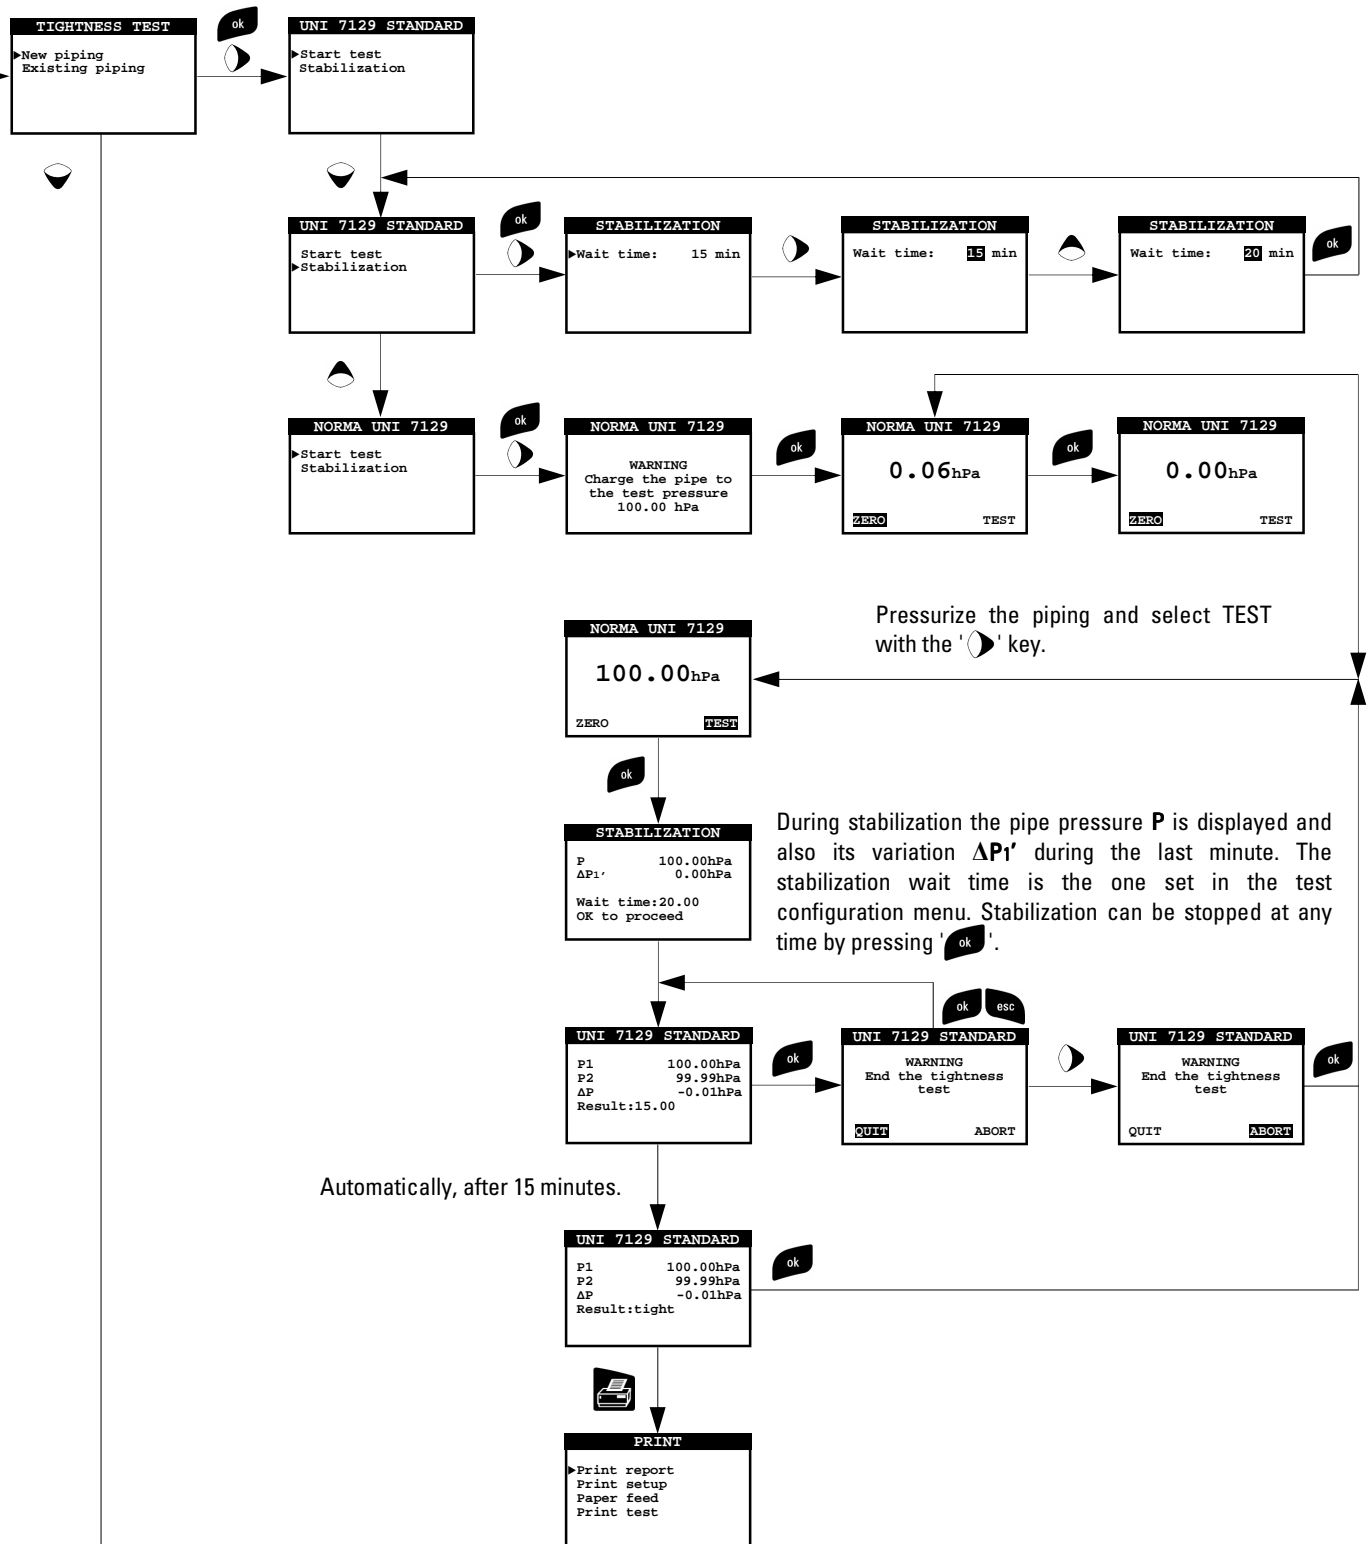 TIGHTNESS TEST
▶New piping
Existing piping
ok
UNI 7129 STANDARD
▶Start test
Stabilization
UNI 7129 STANDARD
Start test
▶Stabilization
ok
STABILIZATION
▶Wait time: 15 min
STABILIZATION
Wait time: 15 min
STABILIZATION
Wait time: 20 min
ok
NORMA UNI 7129
▶Start test
Stabilization
ok
NORMA UNI 7129
WARNING
Charge the pipe to
the test pressure
100.00 hPa
ok
NORMA UNI 7129
0.06hPa
ZERO TEST
ok
NORMA UNI 7129
0.00hPa
ZERO TEST
Pressurize the piping and select TEST
with the ' ' key.
NORMA UNI 7129
100.00hPa
ZERO TEST
ok
STABILIZATION
P 100.00hPa
ΔP1' 0.00hPa
Wait time:20.00
OK to proceed
During stabilization the pipe pressure P is displayed and
also its variation ΔP1' during the last minute. The
stabilization wait time is the one set in the test
configuration menu. Stabilization can be stopped at any
time by pressing ' ok '.
UNI 7129 STANDARD
P1 100.00hPa
P2 99.99hPa
ΔP -0.01hPa
Result:15.00
ok
ok esc
UNI 7129 STANDARD
WARNING
End the tightness
test
QUIT ABORT
UNI 7129 STANDARD
WARNING
End the tightness
test
QUIT ABORT
ok
Automatically, after 15 minutes.
UNI 7129 STANDARD
P1 100.00hPa
P2 99.99hPa
ΔP -0.01hPa
Result:tight
ok
PRINT
▶Print report
Print setup
Paper feed
Print test